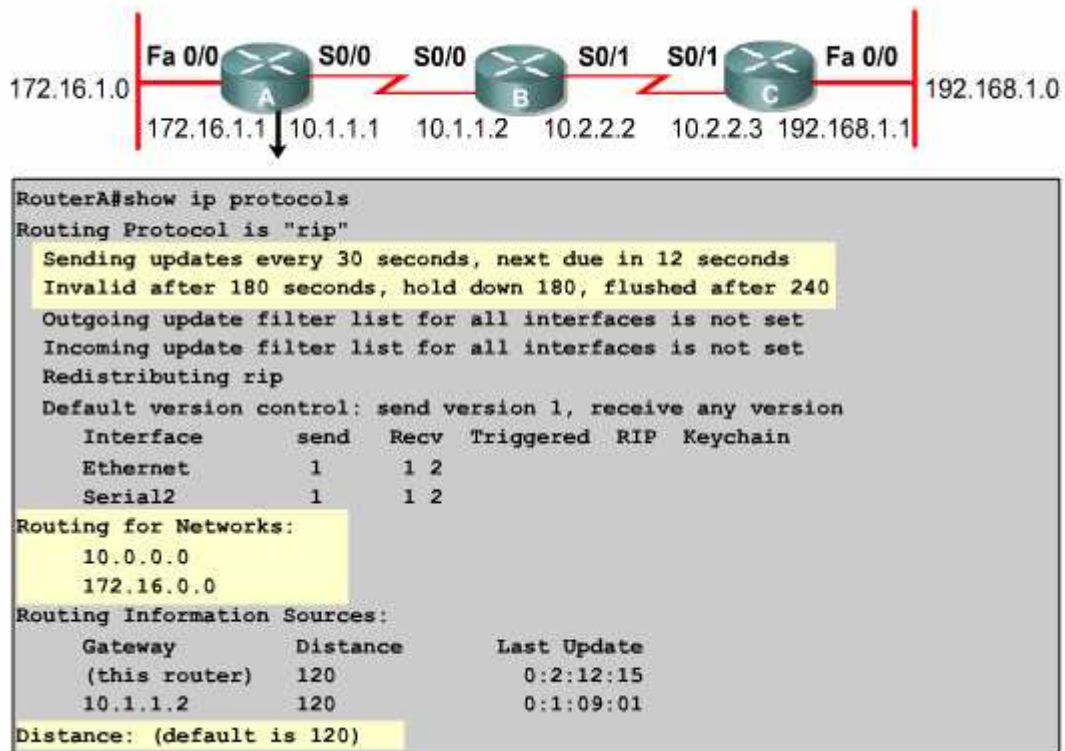 Fa 0/0 S0/0 S0/0 S0/1 S0/1 Fa 0/0
172.16.1.0 A B C 192.168.1.0
172.16.1.1 10.1.1.1 10.1.1.2 10.2.2.2 10.2.2.3 192.168.1.1
RouterA#show ip protocols
Routing Protocol is "rip"
Sending updates every 30 seconds, next due in 12 seconds
Invalid after 180 seconds, hold down 180, flushed after 240
Outgoing update filter list for all interfaces is not set
Incoming update filter list for all interfaces is not set
Redistributing rip
Default version control: send version 1, receive any version
Interface send Recv Triggered RIP Keychain
Ethernet 1 1 2
Serial2 1 1 2
Routing for Networks:
10.0.0.0
172.16.0.0
Routing Information Sources:
Gateway Distance Last Update
(this router) 120 0:2:12:15
10.1.1.2 120 0:1:09:01
Distance: (default is 120)